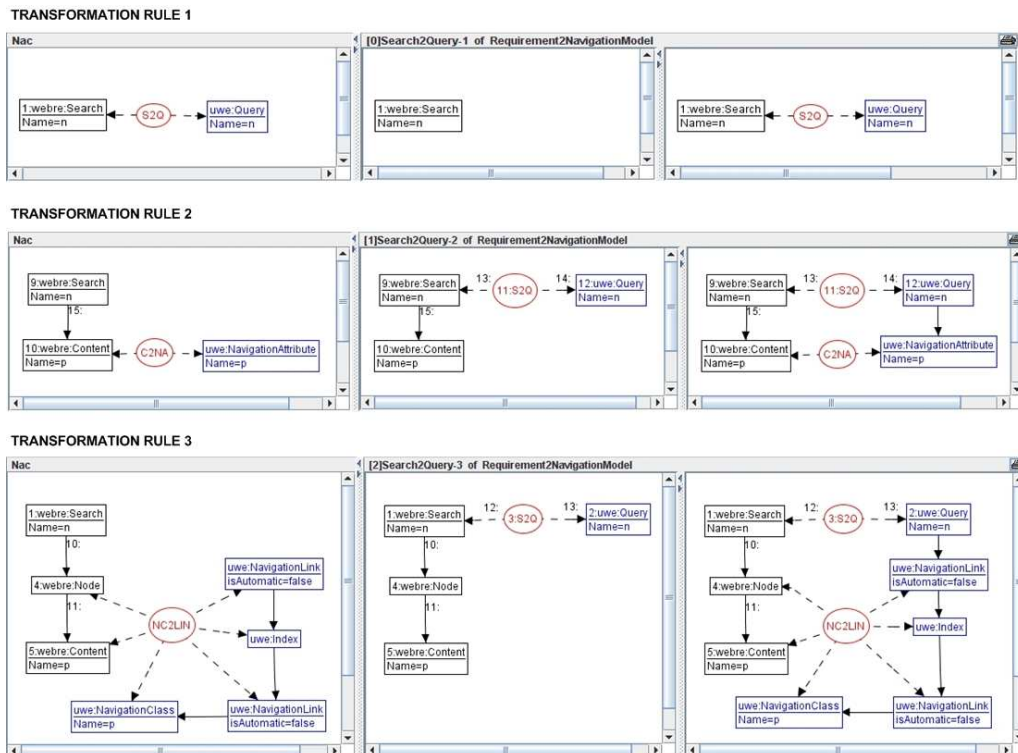 TRANSFORMATION RULE 1
Nac
[0]Search2Query-1 of Requirement2NavigationModel
1:webre:Search
Name=n
S2Q
uwe:Query
Name=n
1:webre:Search
Name=n
1:webre:Search
Name=n
S2Q
uwe:Query
Name=n
TRANSFORMATION RULE 2
Nac
[1]Search2Query-2 of Requirement2NavigationModel
9:webre:Search
Name=n
15:
10:webre:Content
Name=p
C2NA
uwe:NavigationAttribute
Name=p
9:webre:Search
Name=n
13:
11:S2Q
14:
12:uwe:Query
Name=n
15:
10:webre:Content
Name=p
9:webre:Search
Name=n
13:
11:S2Q
14:
12:uwe:Query
Name=n
15:
10:webre:Content
Name=p
C2NA
uwe:NavigationAttribute
Name=p
TRANSFORMATION RULE 3
Nac
[2]Search2Query-3 of Requirement2NavigationModel
1:webre:Search
Name=n
10:
uwe:NavigationLink
isAutomatic=false
4:webre:Node
11:
NC2LIN
uwe:Index
5:webre:Content
Name=p
uwe:NavigationClass
Name=p
uwe:NavigationLink
isAutomatic=false
1:webre:Search
Name=n
12:
3:S2Q
13:
2:uwe:Query
Name=n
10:
4:webre:Node
11:
5:webre:Content
Name=p
1:webre:Search
Name=n
12:
3:S2Q
13:
2:uwe:Query
Name=n
10:
uwe:NavigationLink
isAutomatic=false
4:webre:Node
11:
NC2LIN
uwe:Index
5:webre:Content
Name=p
uwe:NavigationClass
Name=p
uwe:NavigationLink
isAutomatic=false